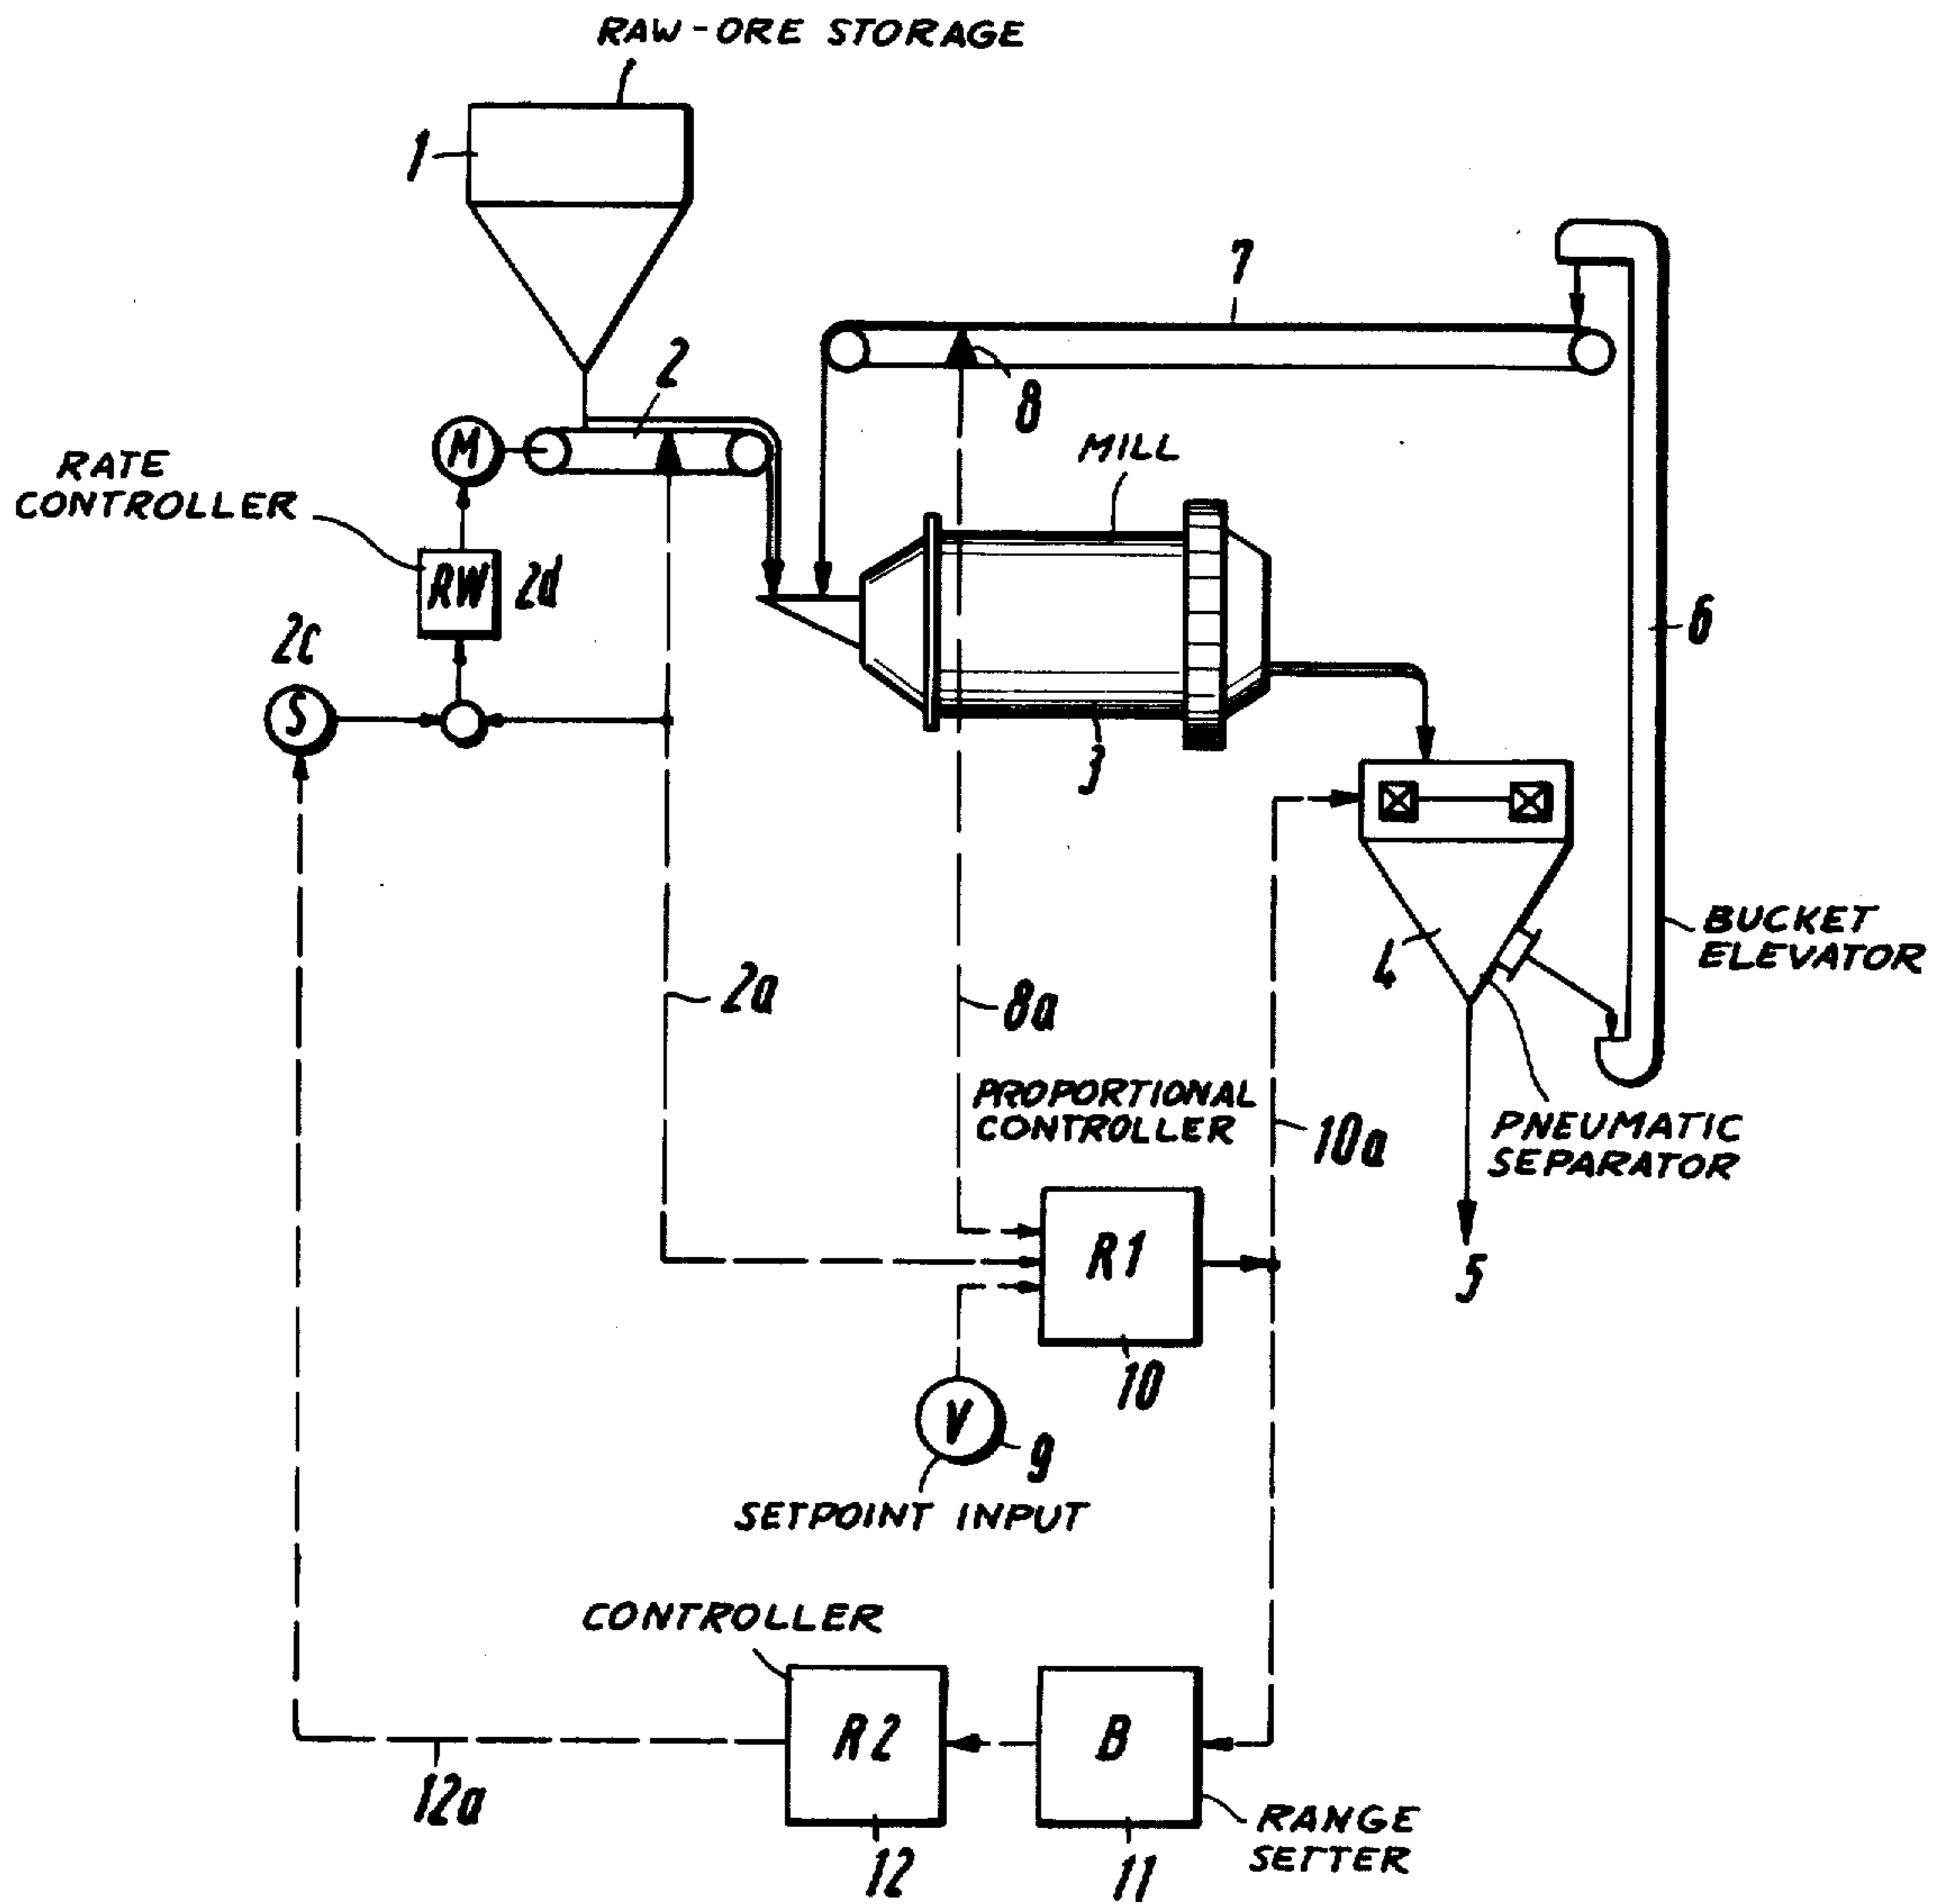 RAW-ORE STORAGE
1
7
2
8
M
MILL
RATE
CONTROLLER
RW
2d
6
2c
S
3
BUCKET
ELEVATOR
4
2a
8a
PROPORTIONAL
CONTROLLER
10a
PNEUMATIC
SEPARATOR
R1
5
10
V
9
SETPOINT INPUT
CONTROLLER
R2
B
12a
RANGE
SETTER
12
11